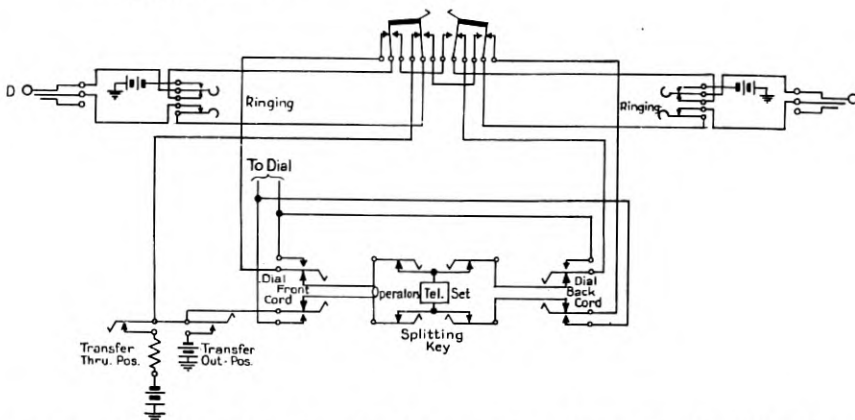 D
Ringing
Ringing
To Dial
Dial
Front
Cord
Operators Tel. Set
Dial
Back
Cord
Splitting
Key
Transfer
Thru. Pos.
Transfer
Out-Pos.